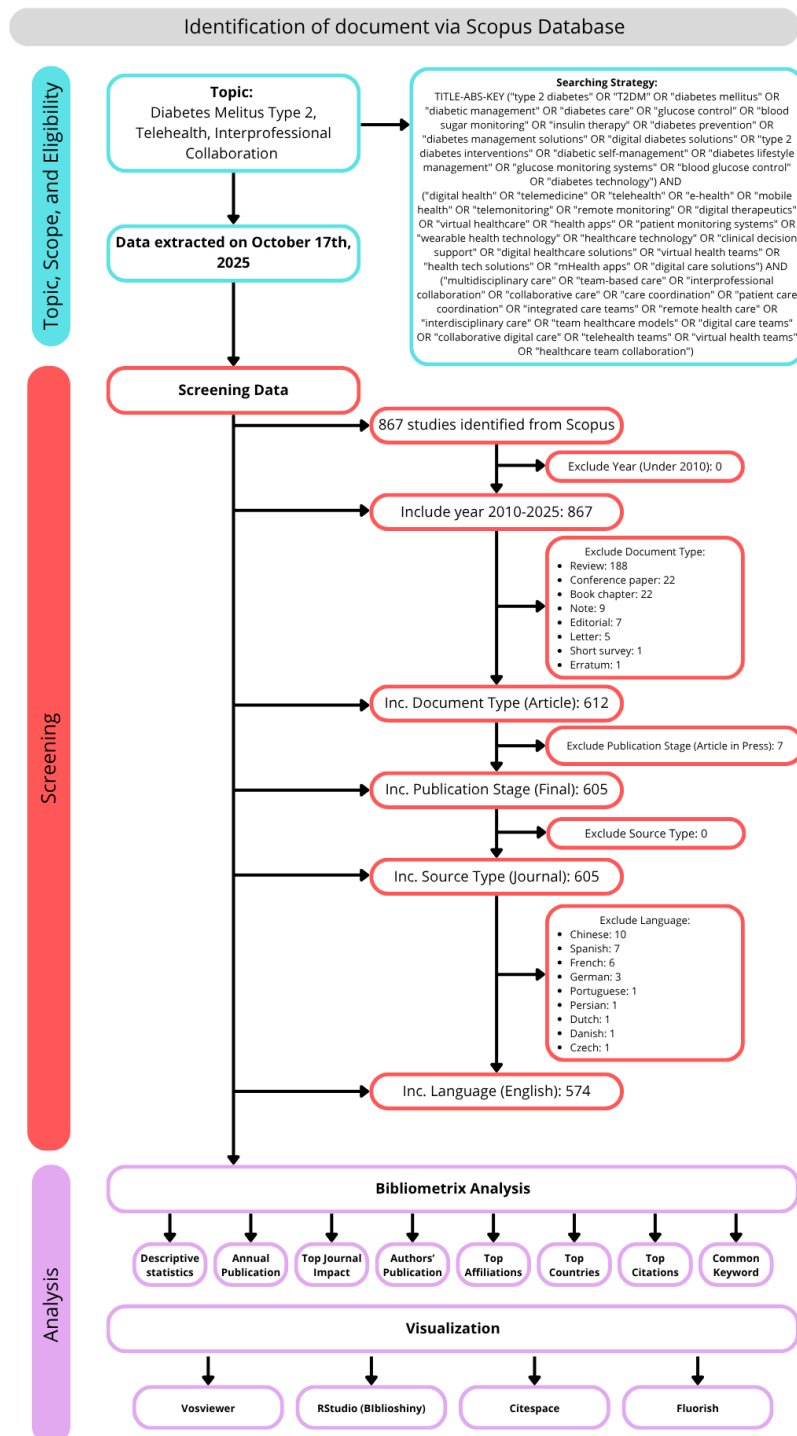 Identification of document via Scopus Database
Topic, Scope, and Eligibility
Topic:
Diabetes Melitus Type 2,
Telehealth, Interprofessional
Collaboration
Searching Strategy:
TITLE-ABS-KEY ("type 2 diabetes" OR "T2DM" OR "diabetes mellitus" OR
"diabetic management" OR "diabetes care" OR "glucose control" OR "blood
sugar monitoring" OR "insulin therapy" OR "diabetes prevention" OR
"diabetes management solutions" OR "digital diabetes solutions" OR "type 2
diabetes interventions" OR "diabetic self-management" OR "diabetes lifestyle
management" OR "glucose monitoring systems" OR "blood glucose control"
OR "diabetes technology") AND
("digital health" OR "telemedicine" OR "telehealth" OR "e-health" OR "mobile
health" OR "telemonitoring" OR "remote monitoring" OR "digital therapeutics"
OR "virtual healthcare" OR "health apps" OR "patient monitoring systems" OR
"wearable health technology" OR "healthcare technology" OR "clinical decision
support" OR "digital healthcare solutions" OR "virtual health teams" OR
"health tech solutions" OR "mHealth apps" OR "digital care solutions") AND
("multidisciplinary care" OR "team-based care" OR "interprofessional
collaboration" OR "collaborative care" OR "care coordination" OR "patient care
coordination" OR "integrated care teams" OR "remote health care" OR
"interdisciplinary care" OR "team healthcare models" OR "digital care teams"
OR "collaborative digital care" OR "telehealth teams" OR "virtual health teams"
OR "healthcare team collaboration")
Data extracted on October 17th,
2025
Screening
Screening Data
867 studies identified from Scopus
Exclude Year (Under 2010): 0
Include year 2010-2025: 867
Exclude Document Type:
• Review: 188
• Conference paper: 22
• Book chapter: 22
• Note: 9
• Editorial: 7
• Letter: 5
• Short survey: 1
• Erratum: 1
Inc. Document Type (Article): 612
Exclude Publication Stage (Article in Press): 7
Inc. Publication Stage (Final): 605
Exclude Source Type: 0
Inc. Source Type (Journal): 605
Exclude Language:
• Chinese: 10
• Spanish: 7
• French: 6
• German: 3
• Portuguese: 1
• Persian: 1
• Dutch: 1
• Danish: 1
• Czech: 1
Inc. Language (English): 574
Analysis
Bibliometrix Analysis
Descriptive
statistics
Annual
Publication
Top Journal
Impact
Authors'
Publication
Top
Affiliations
Top
Countries
Top
Citations
Common
Keyword
Visualization
Vosviewer
RStudio (BIblioshiny)
Citespace
Fluorish